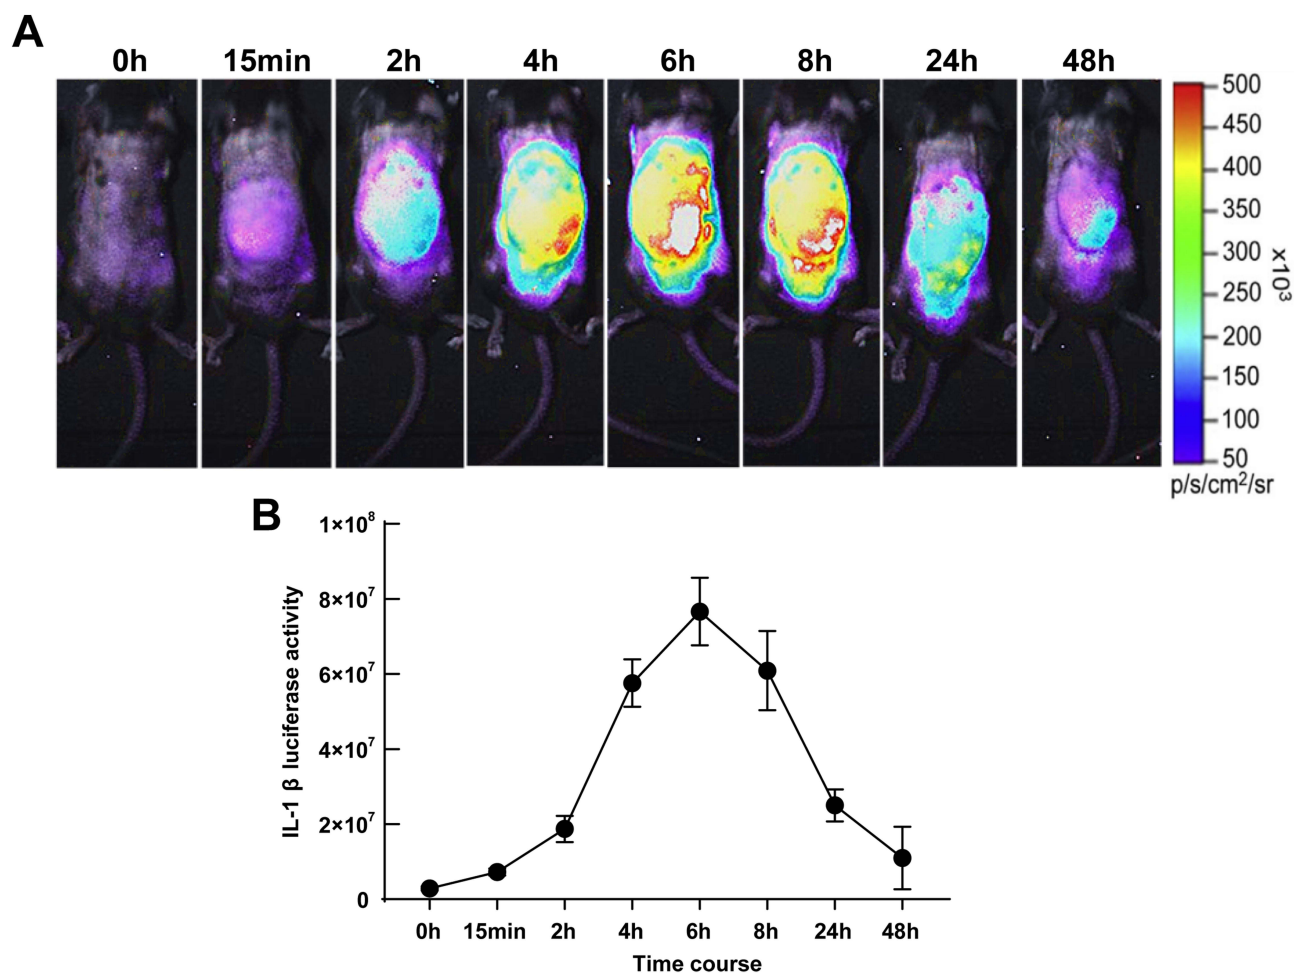 A
0h 15min 2h 4h 6h 8h 24h 48h
500
450
400
350
300
250
200
150
100
50
x10³
p/s/cm²/sr
B
1×10⁸
8×10⁷
6×10⁷
4×10⁷
2×10⁷
0
IL-1 β luciferase activity
0h 15min 2h 4h 6h 8h 24h 48h
Time course